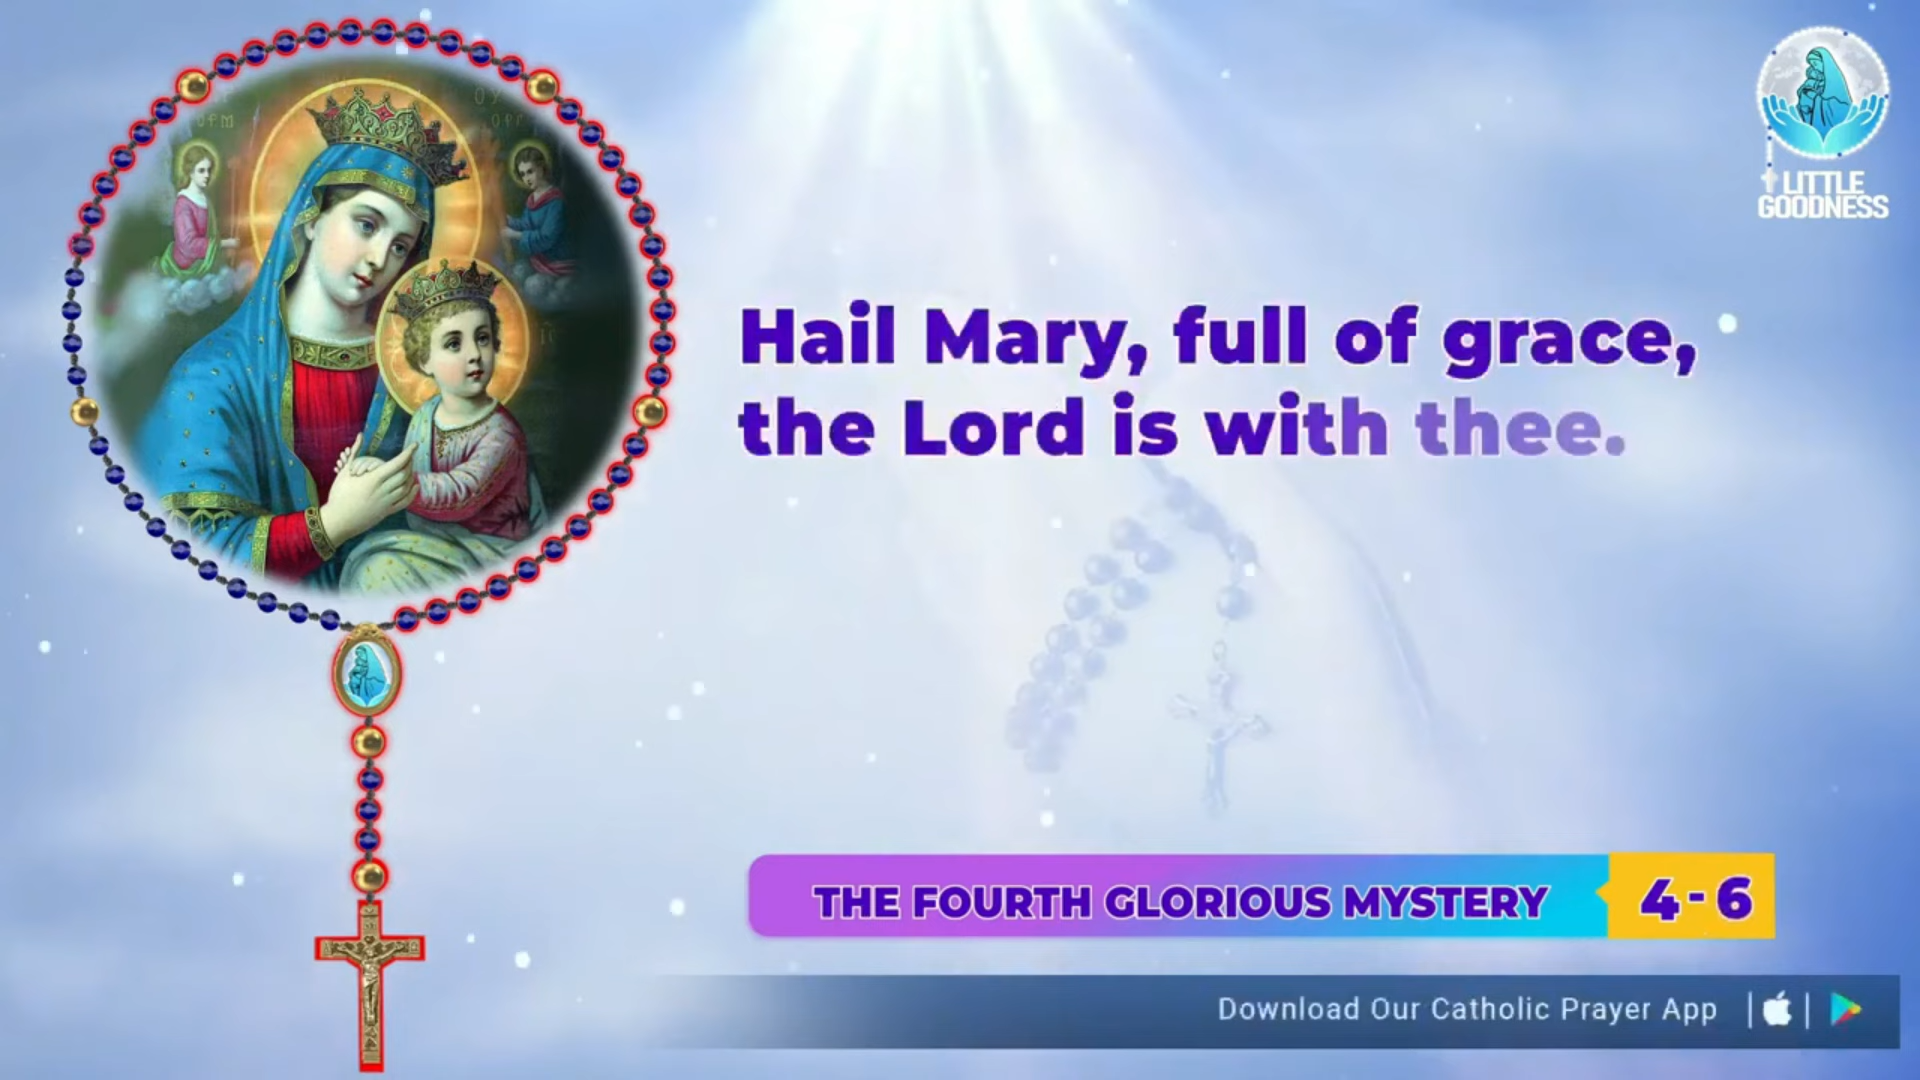 LITTLE
GOODNESS
Hail Mary, full of grace,
the Lord is with thee.
THE FOURTH GLORIOUS MYSTERY 4-6
Download Our Catholic Prayer App